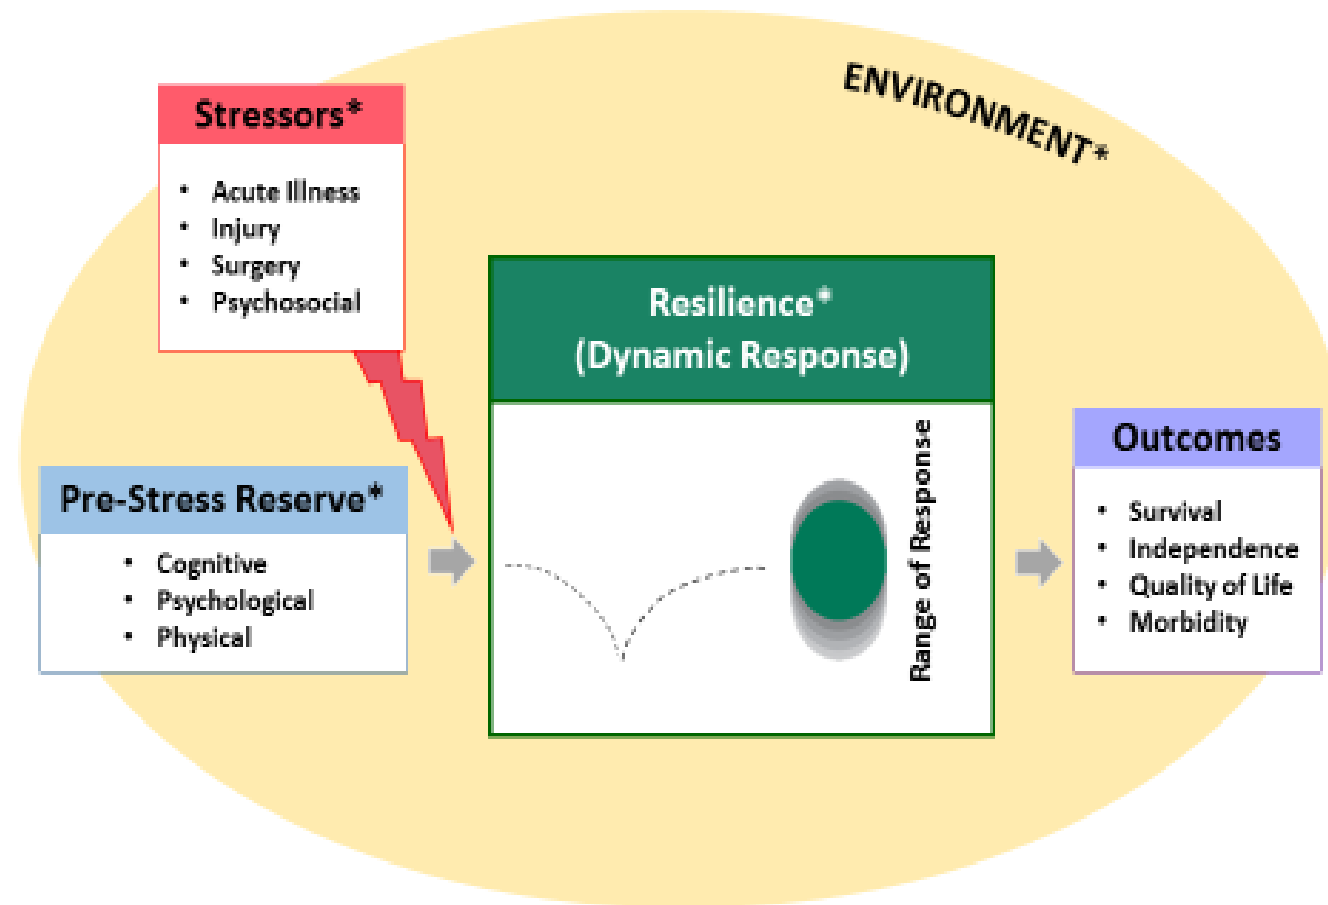 ENVIRONMENT*
Stressors*
• Acute Illness
• Injury
• Surgery
• Psychosocial
Pre-Stress Reserve*
• Cognitive
• Psychological
• Physical
Resilience*
(Dynamic Response)
Range of Response
Outcomes
• Survival
• Independence
• Quality of Life
• Morbidity